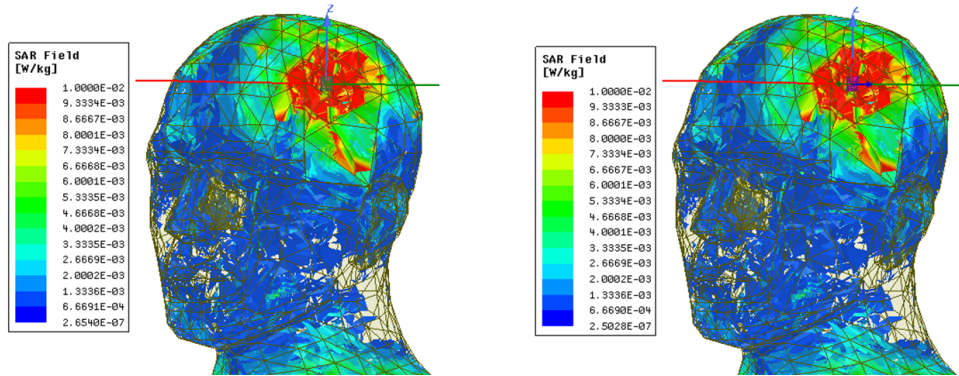 SAR Field
[W/kg]
1.0000E-02
9.3334E-03
8.6667E-03
8.0001E-03
7.3334E-03
6.6668E-03
6.0001E-03
5.3335E-03
4.6668E-03
4.0002E-03
3.3335E-03
2.6669E-03
2.0002E-03
1.3336E-03
6.6691E-04
2.6540E-07
Z
SAR Field
[W/kg]
1.0000E-02
9.3333E-03
8.6667E-03
8.0000E-03
7.3334E-03
6.6667E-03
6.0001E-03
5.3334E-03
4.6668E-03
4.0001E-03
3.3335E-03
2.6669E-03
2.0002E-03
1.3336E-03
6.6690E-04
2.5028E-07
Z